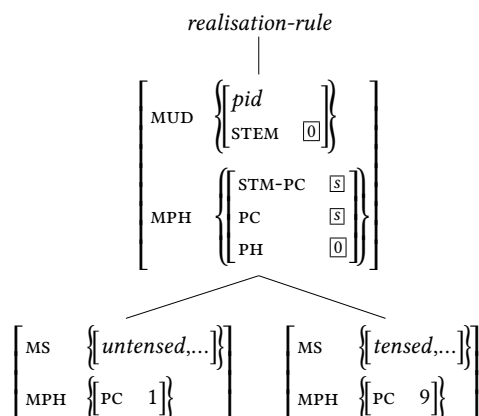 realisation-rule
MUD {[pid
STEM 0]}
MPH {[STM-PC s
PC s
PH 0]}
MS {[untensed,...]} MS {[tensed,...]}
MPH {[PC 1]} MPH {[PC 9]}